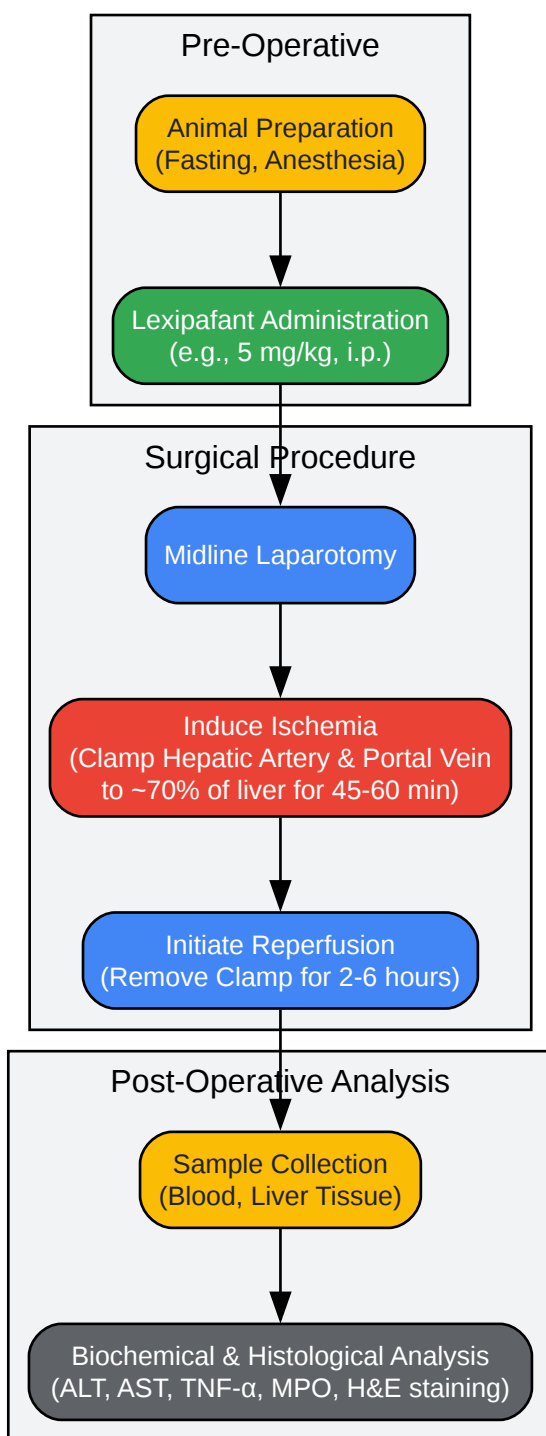 Pre-Operative
Animal Preparation
(Fasting, Anesthesia)
Lexipafant Administration
(e.g., 5 mg/kg, i.p.)
Surgical Procedure
Midline Laparotomy
Induce Ischemia
(Clamp Hepatic Artery & Portal Vein
to ~70% of liver for 45-60 min)
Initiate Reperfusion
(Remove Clamp for 2-6 hours)
Post-Operative Analysis
Sample Collection
(Blood, Liver Tissue)
Biochemical & Histological Analysis
(ALT, AST, TNF-α, MPO, H&E staining)